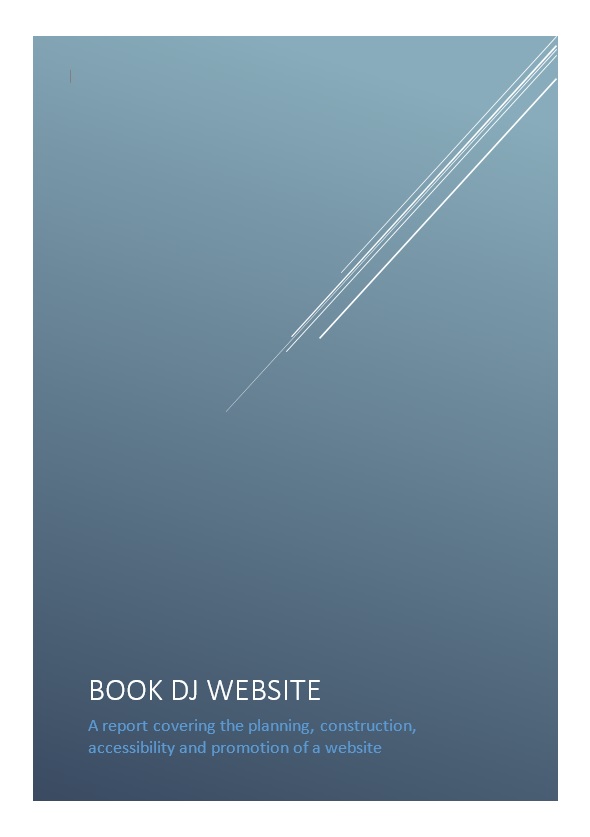 BOOK DJ WEBSITE
A report covering the planning, construction,
accessibility and promotion of a website